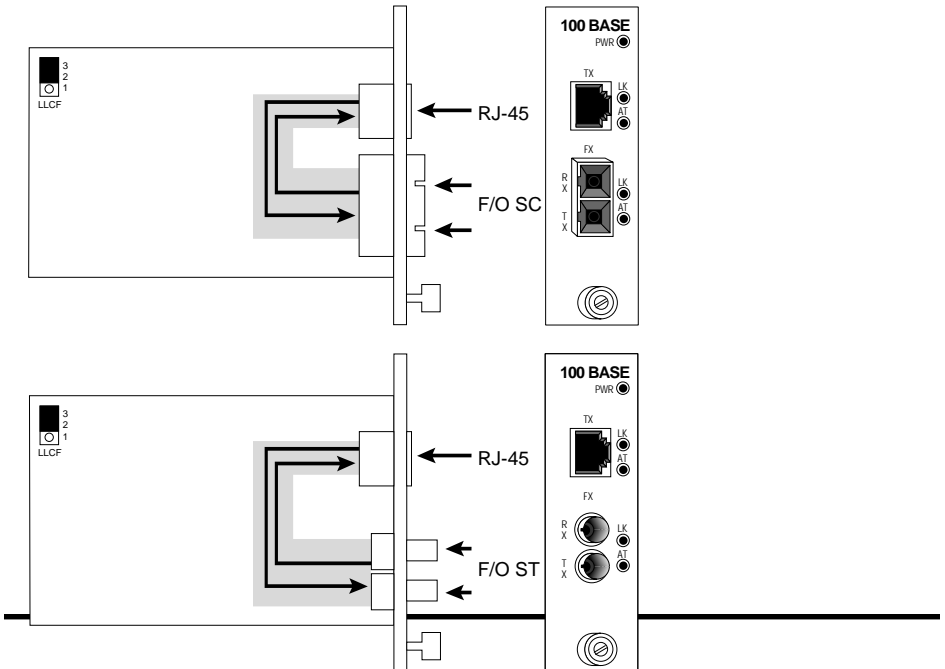 3
2
1
LLCF
RJ-45
F/O SC
100 BASE
PWR
TX
LK
AT
FX
R
X
LK
T
X
AT
3
2
1
LLCF
RJ-45
F/O ST
100 BASE
PWR
TX
LK
AT
FX
R
X
LK
T
X
AT